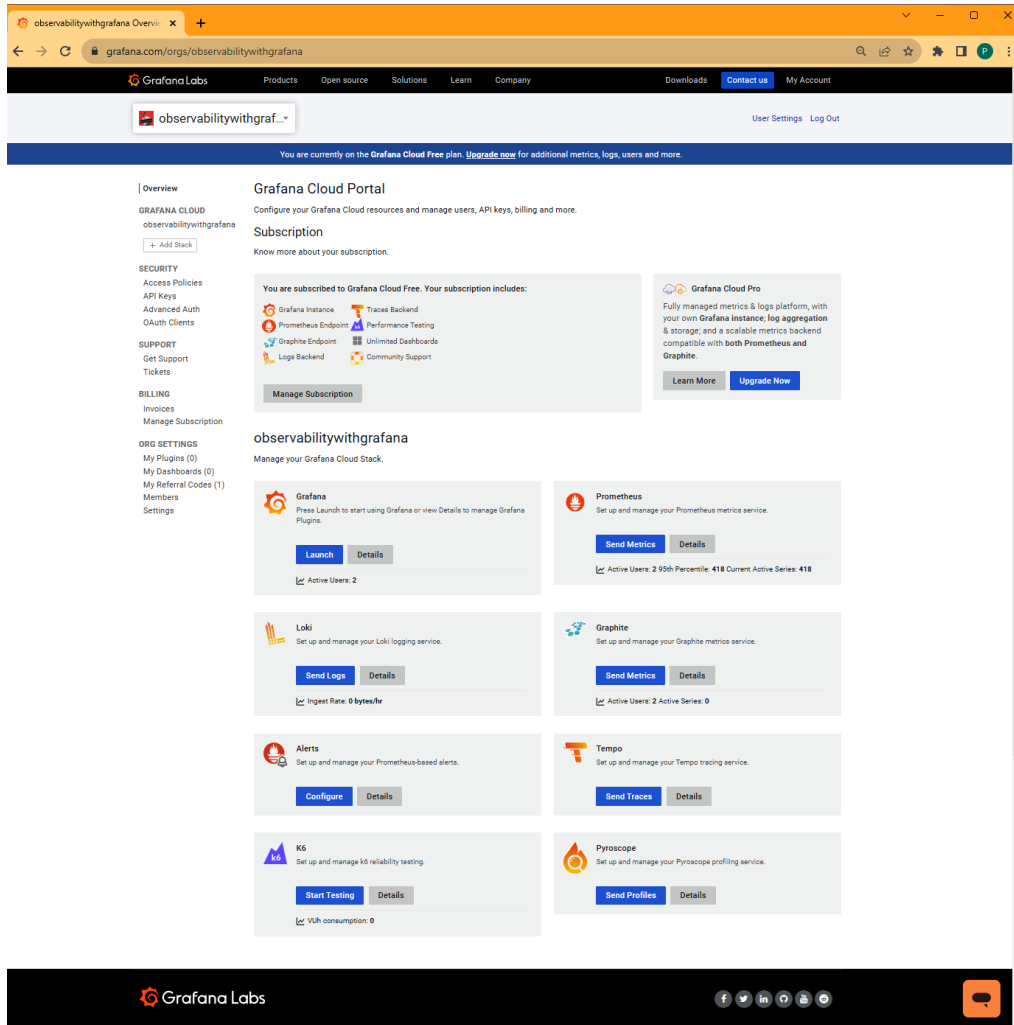 observabilitywithgrafana Overvi
grafana.com/orgs/observabilitywithgrafana
P
Grafana Labs
Products Open source Solutions Learn Company Downloads Contact us My Account
observabilitywithgraf...
User Settings Log Out
You are currently on the Grafana Cloud Free plan. Upgrade now for additional metrics, logs, users and more.
Overview
GRAFANA CLOUD
observabilitywithgrafana
+ Add Stack
SECURITY
Access Policies
API Keys
Advanced Auth
OAuth Clients
SUPPORT
Get Support
Tickets
BILLING
Invoices
Manage Subscription
ORG SETTINGS
My Plugins (0)
My Dashboards (0)
My Referral Codes (1)
Members
Settings
Grafana Cloud Portal
Configure your Grafana Cloud resources and manage users, API keys, billing and more.
Subscription
Know more about your subscription.
You are subscribed to Grafana Cloud Free. Your subscription includes:
Grafana Instance
Traces Backend
Prometheus Endpoint
k6
Performance Testing
Graphite Endpoint
Unlimited Dashboards
Logs Backend
Community Support
Manage Subscription
Grafana Cloud Pro
Fully managed metrics & logs platform, with
your own Grafana instance; log aggregation
& storage; and a scalable metrics backend
compatible with both Prometheus and
Graphite.
Learn More Upgrade Now
observabilitywithgrafana
Manage your Grafana Cloud Stack.
Grafana
Press Launch to start using Grafana or view Details to manage Grafana
Plugins.
Launch Details
Active Users: 2
Prometheus
Set up and manage your Prometheus metrics service.
Send Metrics Details
Active Users: 2 95th Percentile: 418 Current Active Series: 418
Loki
Set up and manage your Loki logging service.
Send Logs Details
Ingest Rate: 0 bytes/hr
Graphite
Set up and manage your Graphite metrics service.
Send Metrics Details
Active Users: 2 Active Series: 0
Alerts
Set up and manage your Prometheus-based alerts.
Configure Details
Tempo
Set up and manage your Tempo tracing service.
Send Traces Details
k6
K6
Set up and manage k6 reliability testing.
Start Testing Details
VUh consumption: 0
Pyroscope
Set up and manage your Pyroscope profiling service.
Send Profiles Details
Grafana Labs